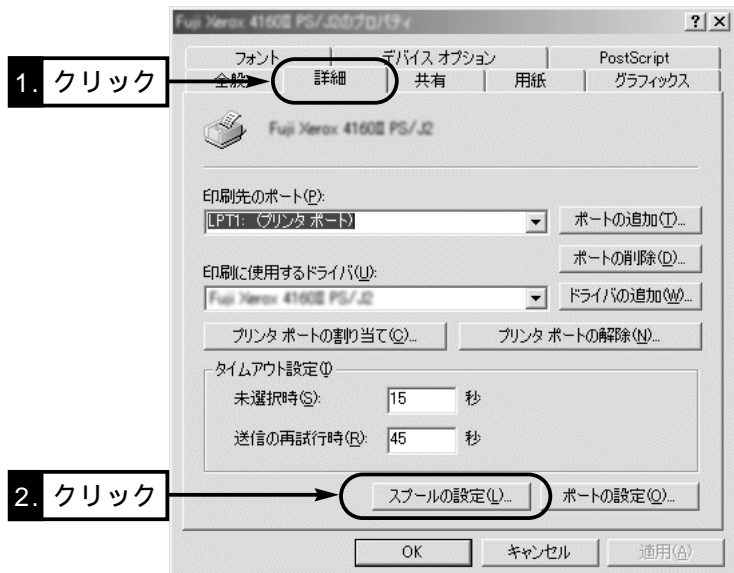 Fuji Xerox 4160Ⅱ PS/J2のプロパティ
フォント デバイス オプション PostScript
1. クリック
全般 詳細 共有 用紙 グラフィックス
Fuji Xerox 4160Ⅱ PS/J2
印刷先のポート(P):
LPT1: (プリンタ ポート)
ポートの追加(T)...
ポートの削除(D)...
印刷に使用するドライバ(U):
Fuji Xerox 4160Ⅱ PS/J2
ドライバの追加(W)...
プリンタ ポートの割り当て(C)... プリンタ ポートの解除(N)...
タイムアウト設定(I)
未選択時(S): 15 秒
送信の再試行時(R): 45 秒
2. クリック
スプールの設定(L)... ポートの設定(O)...
OK キャンセル 適用(A)